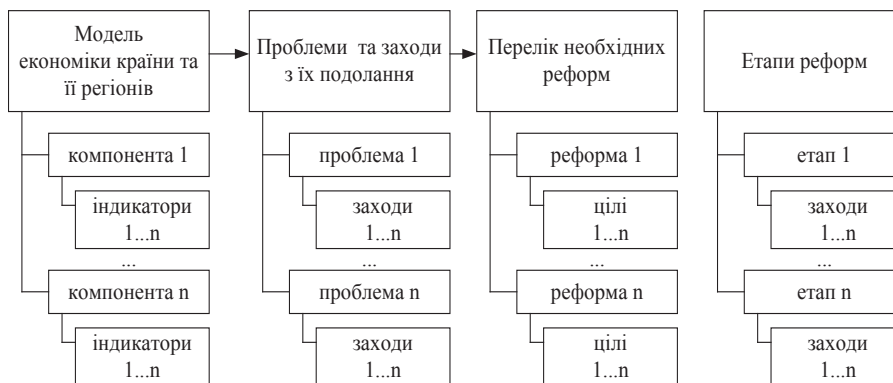 Модель
економіки країни та
її регіонів
компонента 1
індикатори
1...n
...
компонента n
індикатори
1...n
Проблеми та заходи
з їх подолання
проблема 1
заходи
1...n
...
проблема n
заходи
1...n
Перелік необхідних
реформ
реформа 1
цілі
1...n
...
реформа n
цілі
1...n
Етапи реформ
етап 1
заходи
1...n
...
етап n
заходи
1...n